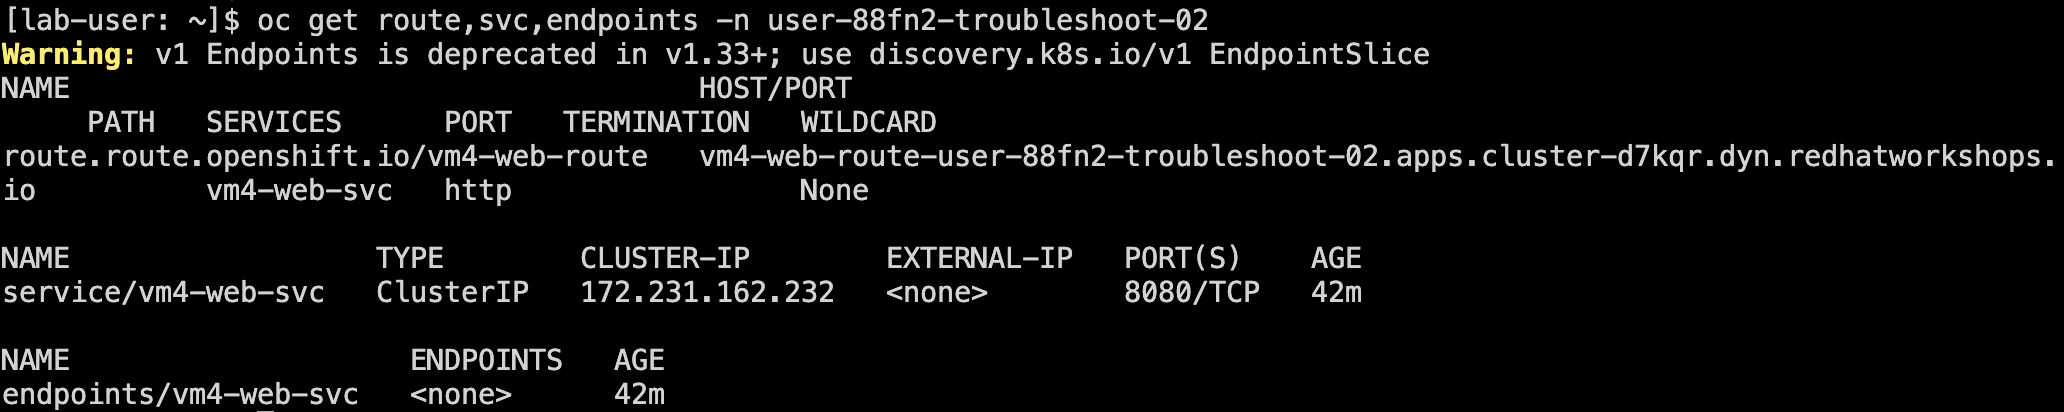 [lab-user: ~]$ oc get route,svc,endpoints -n user-88fn2-troubleshoot-02
Warning: v1 Endpoints is deprecated in v1.33+; use discovery.k8s.io/v1 EndpointSlice
NAME                                     HOST/PORT
     PATH   SERVICES      PORT   TERMINATION   WILDCARD
route.route.openshift.io/vm4-web-route   vm4-web-route-user-88fn2-troubleshoot-02.apps.cluster-d7kqr.dyn.redhatworkshops.
io          vm4-web-svc   http                 None
NAME                  TYPE        CLUSTER-IP        EXTERNAL-IP   PORT(S)    AGE
service/vm4-web-svc   ClusterIP   172.231.162.232   <none>        8080/TCP   42m
NAME                    ENDPOINTS   AGE
endpoints/vm4-web-svc   <none>      42m